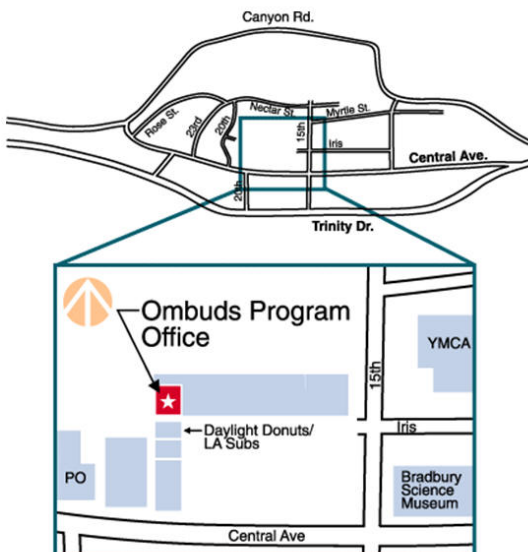 Canyon Rd.
Rose St.
23rd
20th
Nectar St.
15th
Myrtle St.
Iris
Central Ave.
20th
Trinity Dr.
Ombuds Program
Office
YMCA
15th
Daylight Donuts/
LA Subs
Iris
PO
Bradbury
Science
Museum
Central Ave